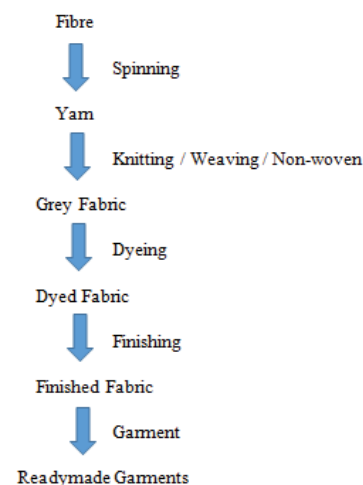 Fibre
Spinning
Yarn
Knitting / Weaving / Non-woven
Grey Fabric
Dyeing
Dyed Fabric
Finishing
Finished Fabric
Garment
Readymade Garments